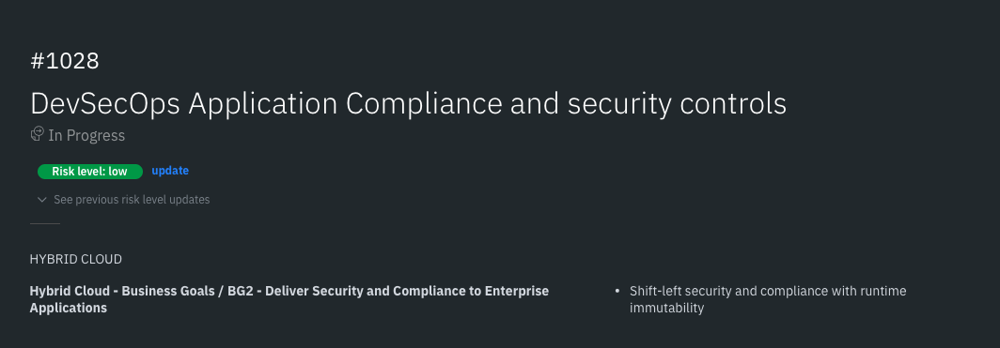 #1028
DevSecOps Application Compliance and security controls
In Progress
Risk level: low update
See previous risk level updates
HYBRID CLOUD
Hybrid Cloud - Business Goals / BG2 - Deliver Security and Compliance to Enterprise
Applications
• Shift-left security and compliance with runtime
immutability